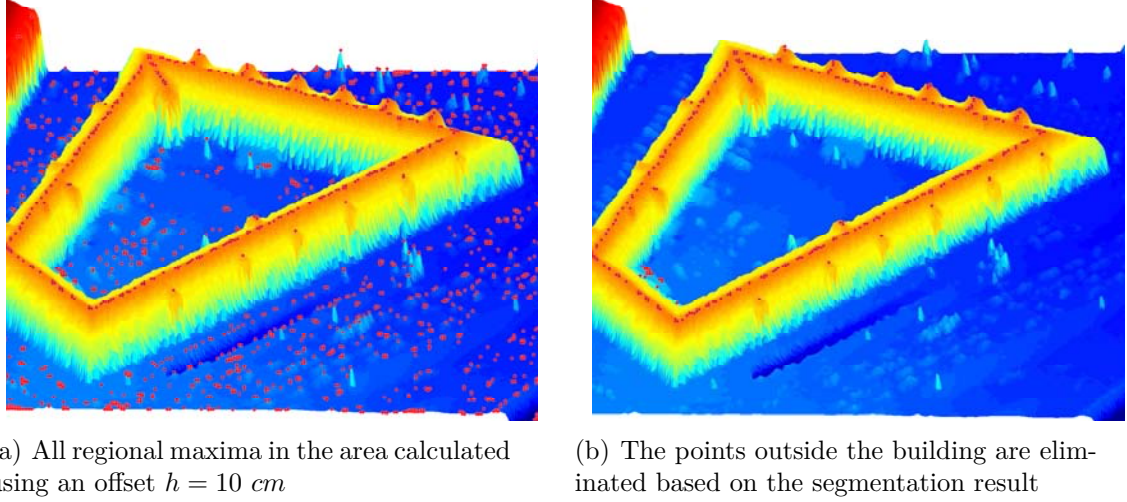 a) All regional maxima in the area calculated
using an offset h = 10 cm
(b) The points outside the building are elim-
inated based on the segmentation result